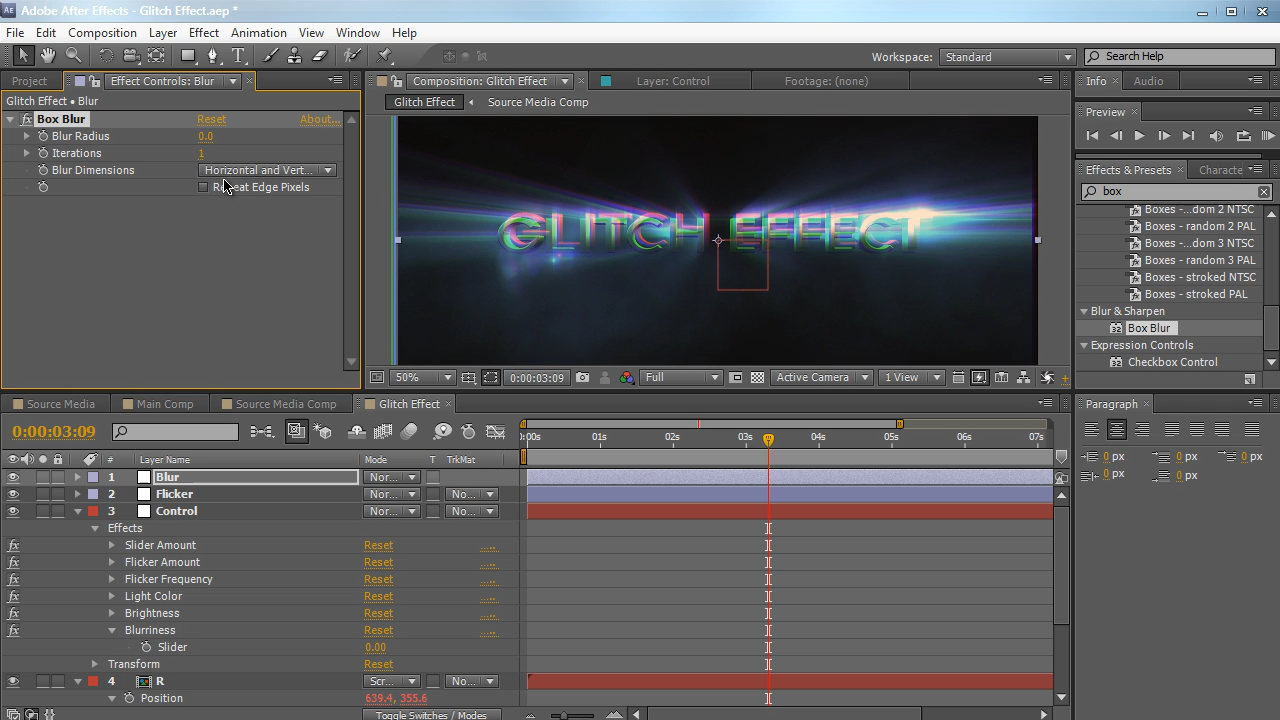 Adobe After Effects - Glitch Effect.aep *
File Edit Composition Layer Effect Animation View Window Help
Workspace: Standard Search Help
Project Effect Controls: Blur Composition: Glitch Effect Layer: Control Footage: (none) Info Audio
Glitch Effect • Blur Glitch Effect Source Media Comp
Box Blur Reset About...
Preview
Blur Radius 0.0
Iterations 1
Blur Dimensions Horizontal and Vert...
Repeat Edge Pixels
Effects & Presets Characte
box
Boxes -...dom 2 NTSC
Boxes - random 2 PAL
Boxes -...dom 3 NTSC
Boxes - random 3 PAL
Boxes - stroked NTSC
Boxes - stroked PAL
Blur & Sharpen
Box Blur
Expression Controls
Checkbox Control
GLITCH EFFECT
50% 0:00:03:09 Full Active Camera 1 View
Source Media Main Comp Source Media Comp Glitch Effect Paragraph
0:00:03:09
:00s 01s 02s 03s 04s 05s 06s 07s
0 px 0 px 0 px
0 px 0 px
# Layer Name Mode T TrkMat
1 Blur Nor...
2 Flicker Nor... No...
3 Control Nor... No...
Effects
Slider Amount Reset .....
Flicker Amount Reset .....
Flicker Frequency Reset .....
Light Color Reset .....
Brightness Reset .....
Blurriness Reset .....
Slider 0.00
Transform Reset
4 R Scr... No...
Position 639.4, 355.6
Toggle Switches / Modes